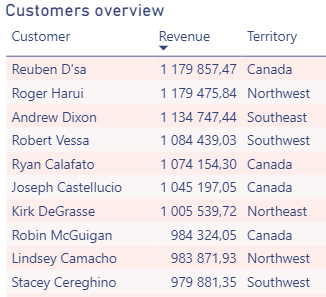 Customers overview
Customer Revenue Territory
Reuben D'sa 1 179 857,47 Canada
Roger Harui 1 179 475,84 Northwest
Andrew Dixon 1 134 747,44 Southeast
Robert Vessa 1 084 439,03 Southwest
Ryan Calafato 1 074 154,30 Canada
Joseph Castellucio 1 045 197,05 Canada
Kirk DeGrasse 1 005 539,72 Northeast
Robin McGuigan 984 324,05 Canada
Lindsey Camacho 983 871,93 Northwest
Stacey Cereghino 979 881,35 Southwest